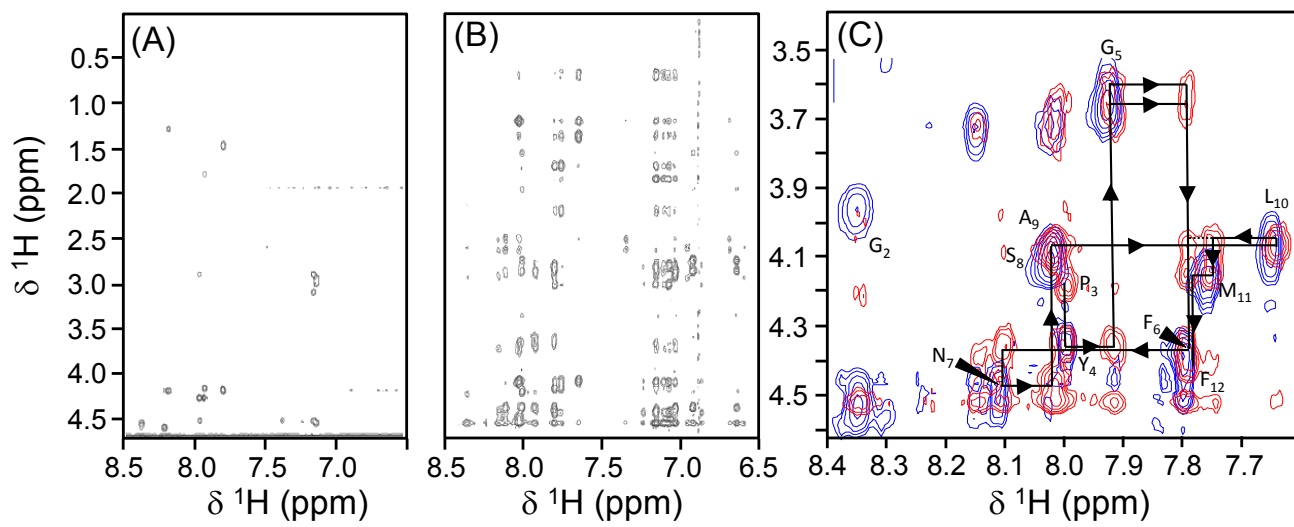 (A)
0.5
1.0
1.5
2.0
2.5
3.0
3.5
4.0
4.5
δ ¹H (ppm)
8.5 8.0 7.5 7.0
δ ¹H (ppm)
(B)
8.5 8.0 7.5 7.0 6.5
δ ¹H (ppm)
(C)
3.5
3.7
3.9
4.1
4.3
4.5
G₅
L₁₀
A₉
G₂
S₈
P₃
M₁₁
F₆
N₇
Y₄
F₁₂
8.4 8.3 8.2 8.1 8.0 7.9 7.8 7.7
δ ¹H (ppm)